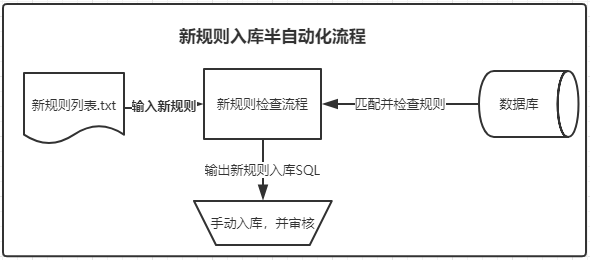 新规则入库半自动化流程
新规则列表.txt
输入新规则
新规则检查流程
匹配并检查规则
数据库
输出新规则入库SQL
手动入库，并审核